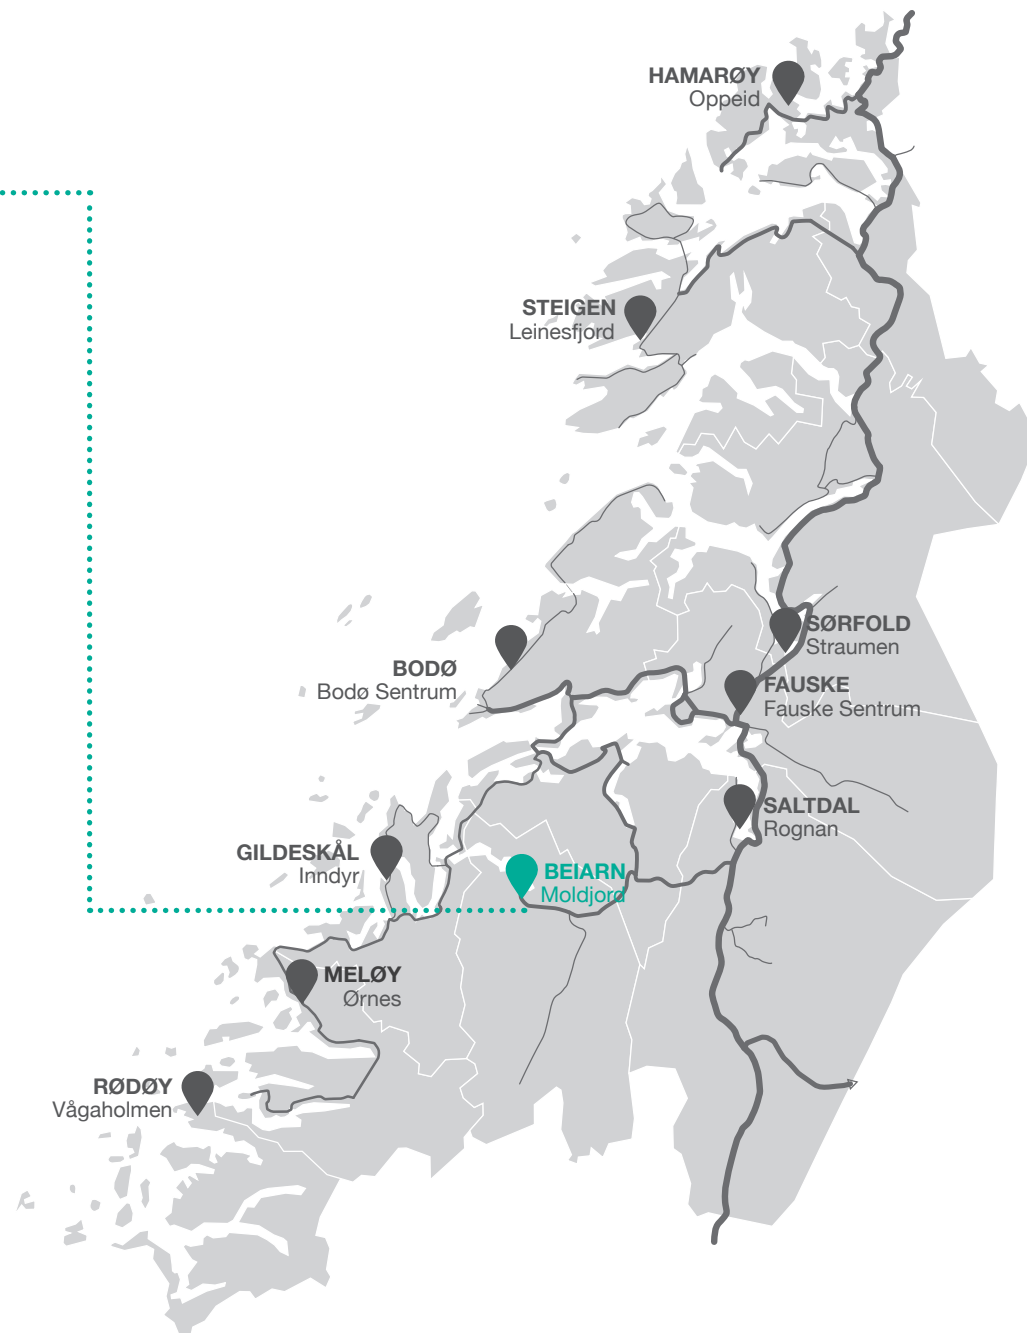 HAMARØY
Oppeid
STEIGEN
Leinesfjord
SØRFOLD
Straumen
BODØ
Bodø Sentrum
FAUSKE
Fauske Sentrum
SALTDAL
Rognan
GILDESKÅL
Inndyr
BEIARN
Moldjord
MELØY
Ørnes
RØDØY
Vågaholmen